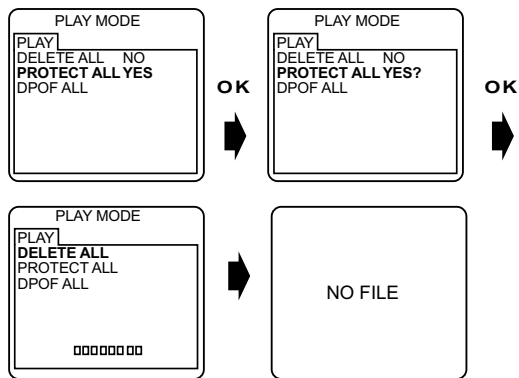 PLAY MODE
PLAY
DELETE ALL NO
PROTECT ALL YES
DPOF ALL
OK
PLAY MODE
PLAY
DELETE ALL NO
PROTECT ALL YES?
DPOF ALL
OK
PLAY MODE
PLAY
DELETE ALL
PROTECT ALL
DPOF ALL
NO FILE